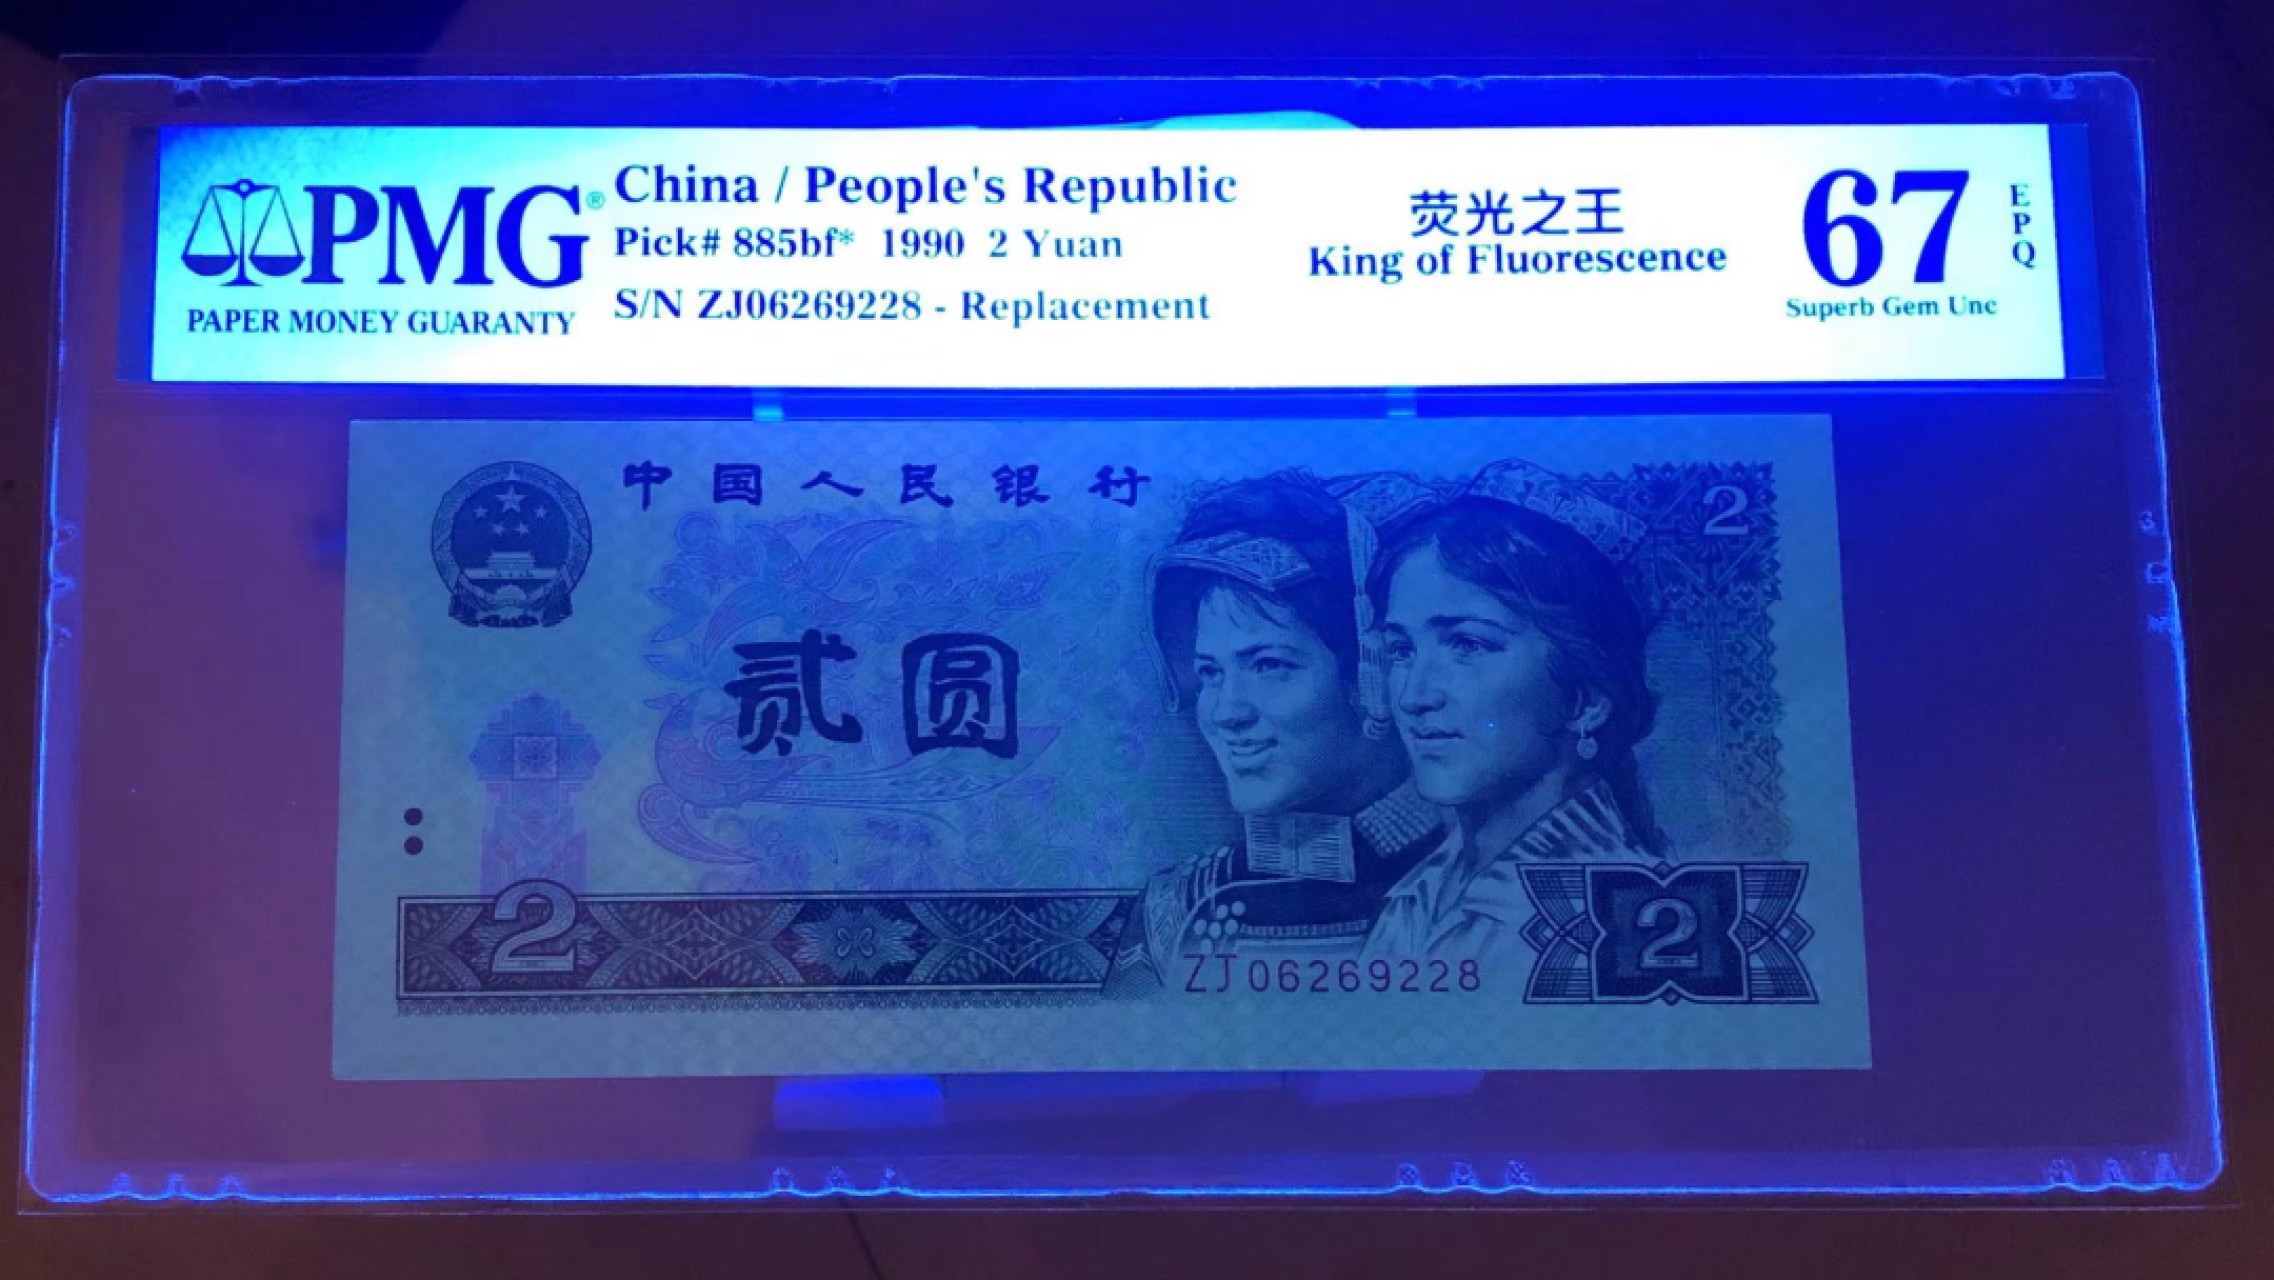 PMG®
PAPER MONEY GUARANTY
China / People's Republic
Pick# 885bf* 1990 2 Yuan
S/N ZJ06269228 - Replacement
荧光之王
King of Fluorescence
67
EPQ
Superb Gem Unc
中国人民银行
2
贰圆
2
ZJ06269228
2